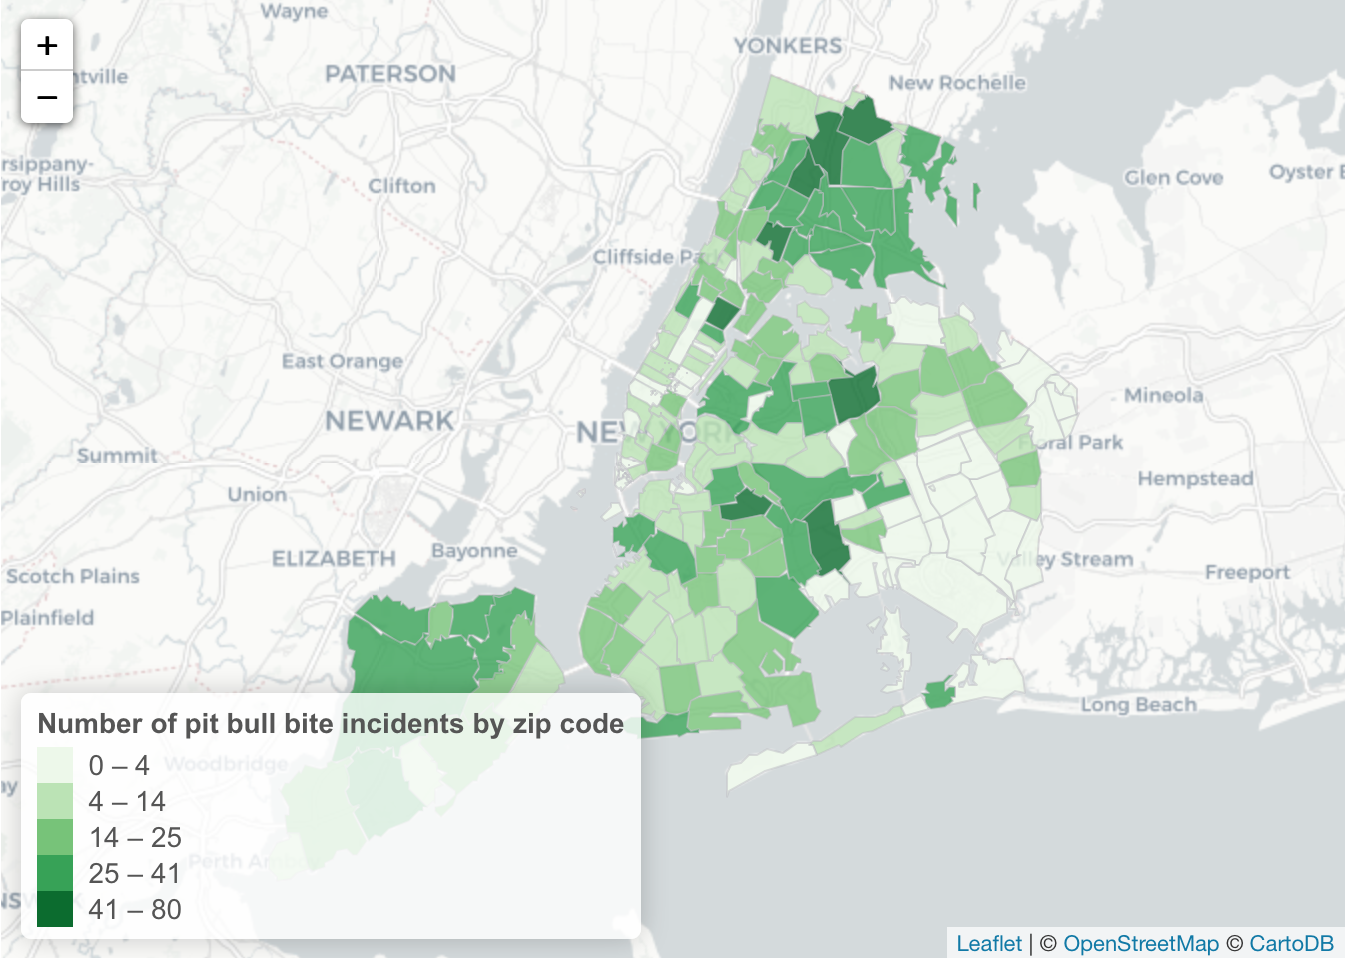 Wayne
YONKERS
+
ntville
PATERSON
New Rochelle
−
rsippany-
roy Hills
Clifton
Glen Cove
Oyster
Cliffside Pa
East Orange
Mineola
NEWARK
NEW YORK
Floral Park
Summit
Hempstead
Union
Bayonne
ELIZABETH
Valley Stream
Scotch Plains
Freeport
Plainfield
Long Beach
Number of pit bull bite incidents by zip code
Woodbridge
0 – 4
4 – 14
14 – 25
25 – 41
41 – 80
Perth Amb
Leaflet | © OpenStreetMap © CartoDB